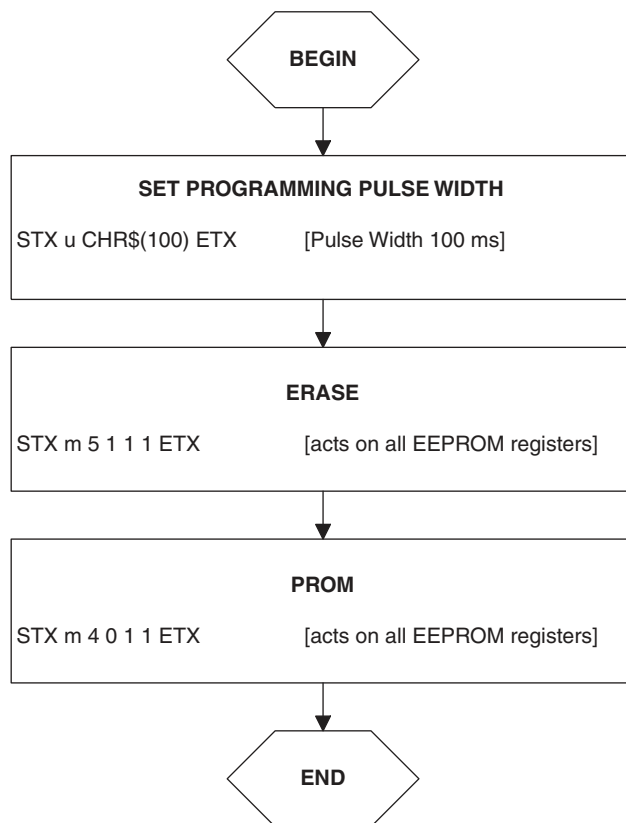 BEGIN
SET PROGRAMMING PULSE WIDTH
STX u CHR$(100) ETX [Pulse Width 100 ms]
ERASE
STX m 5 1 1 1 ETX [acts on all EEPROM registers]
PROM
STX m 4 0 1 1 ETX [acts on all EEPROM registers]
END